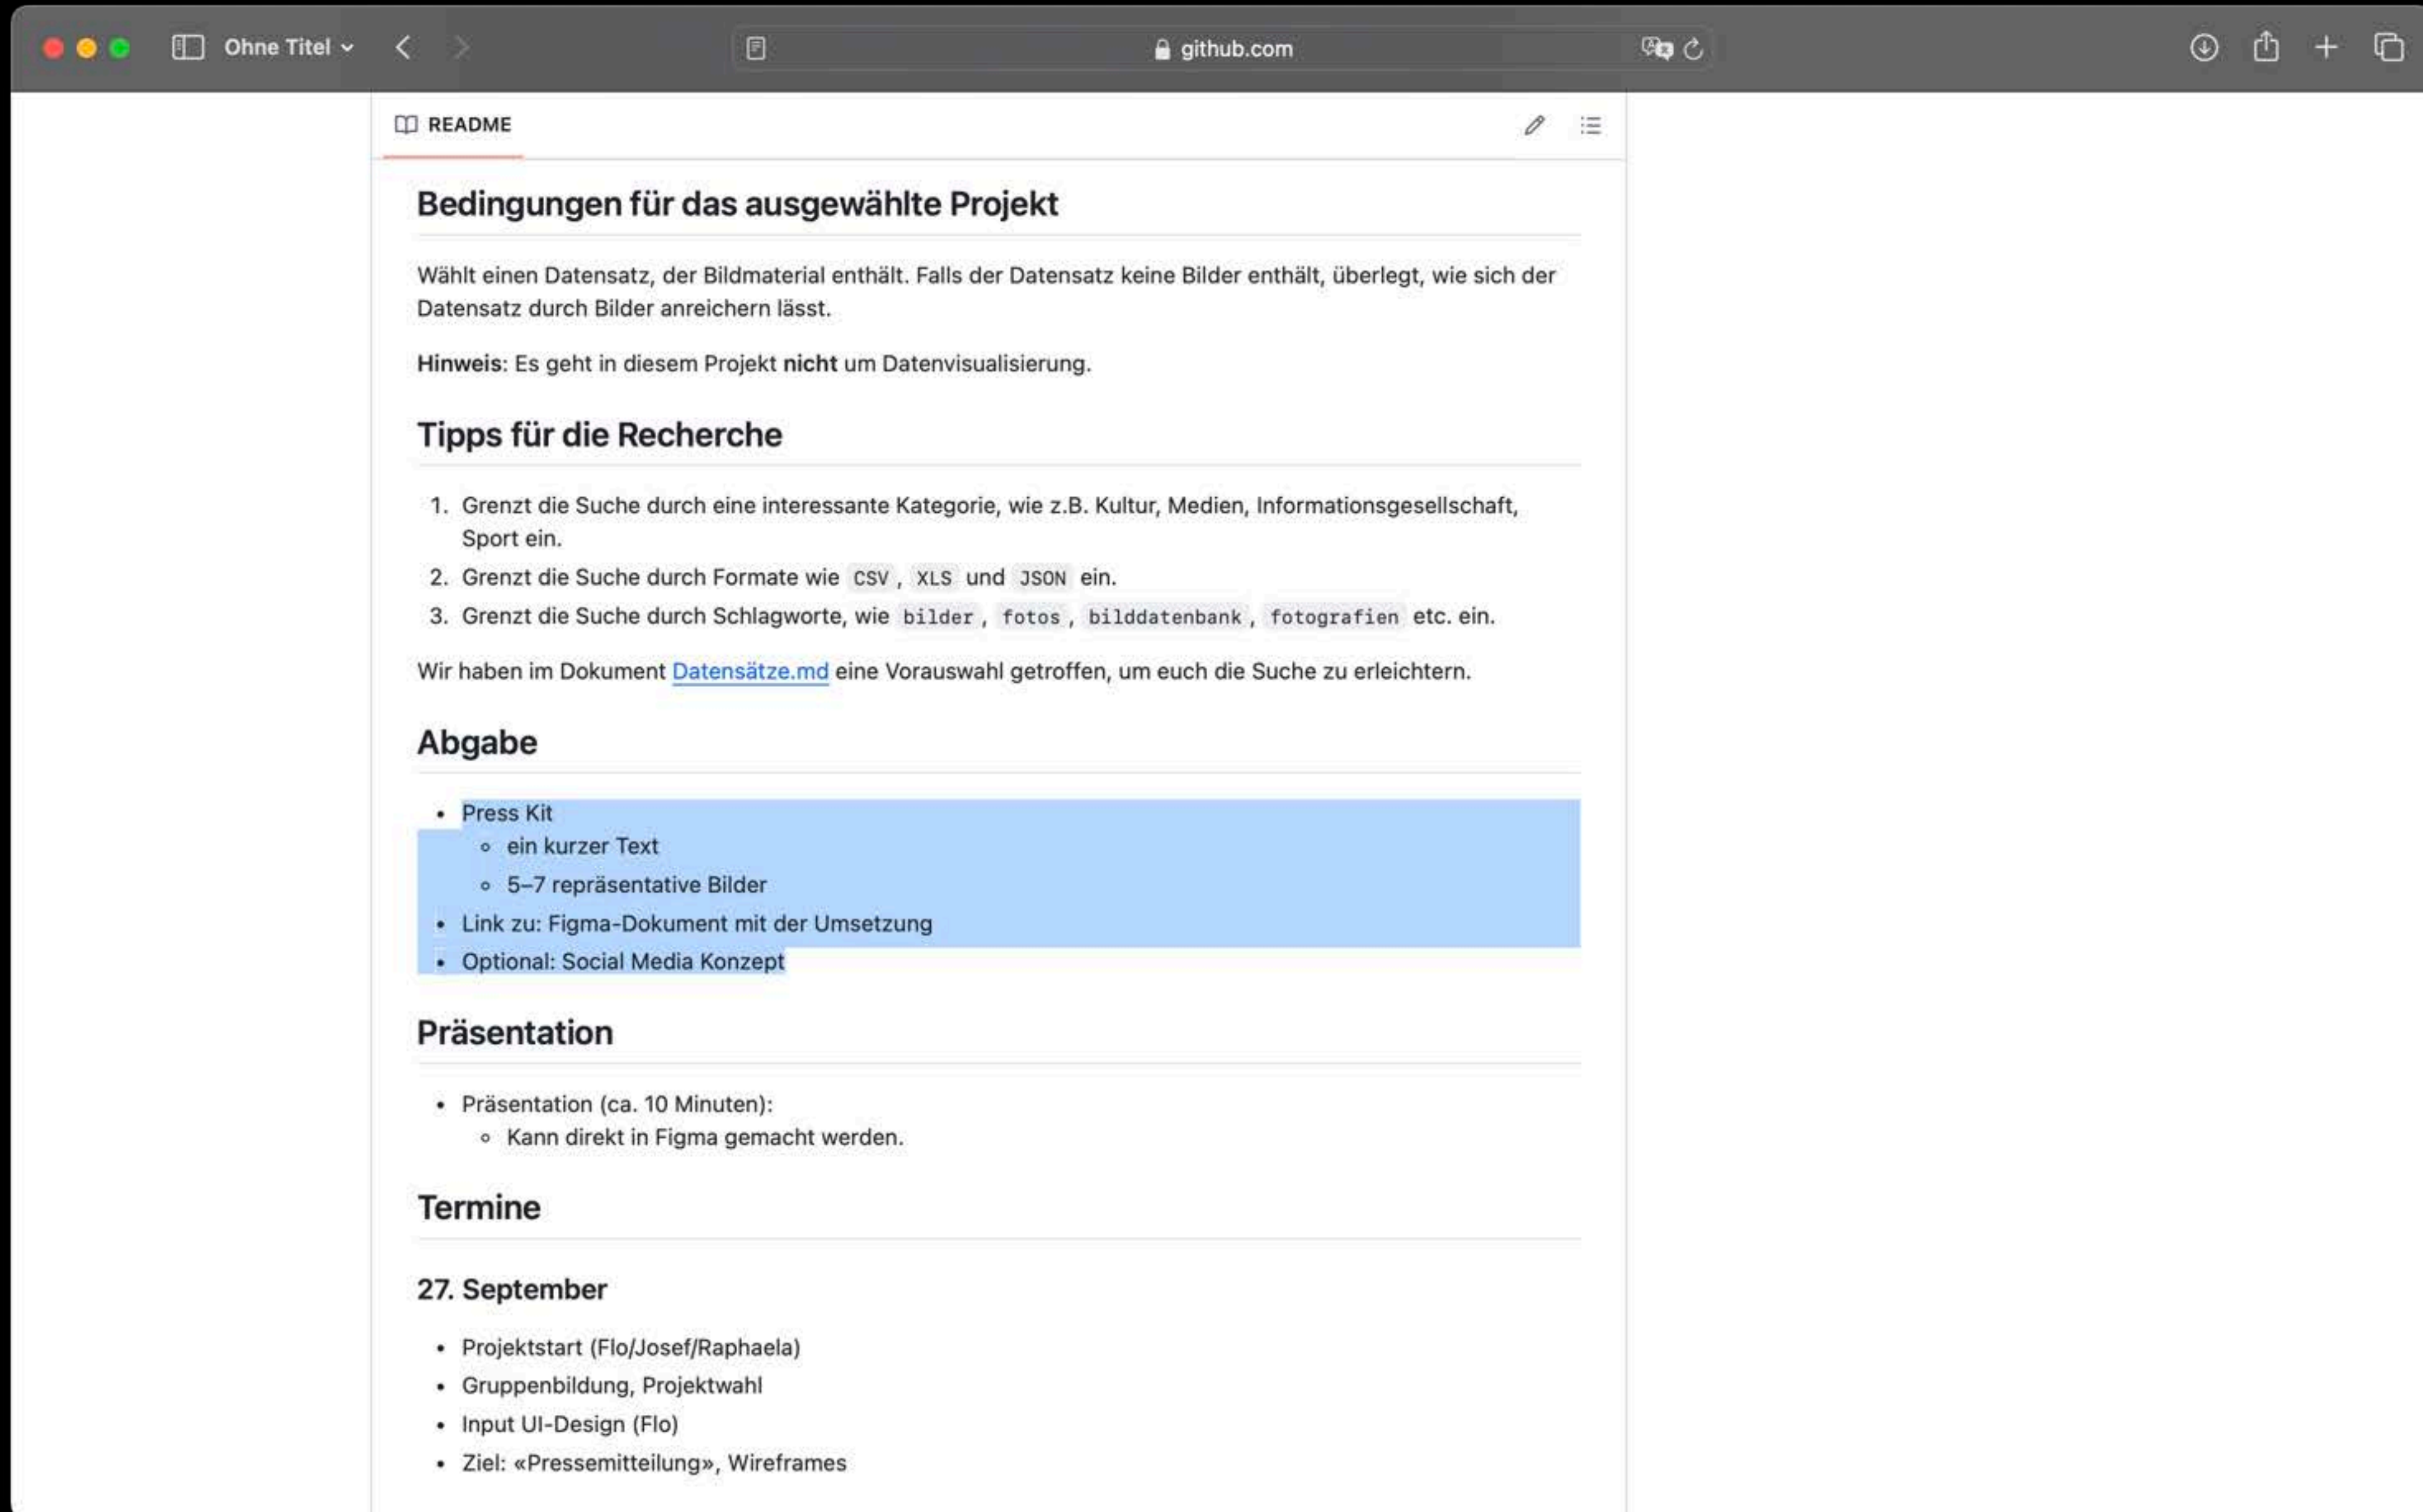 Ohne Titel
github.com
README
Bedingungen für das ausgewählte Projekt
Wählt einen Datensatz, der Bildmaterial enthält. Falls der Datensatz keine Bilder enthält, überlegt, wie sich der
Datensatz durch Bilder anreichern lässt.
Hinweis: Es geht in diesem Projekt nicht um Datenvisualisierung.
Tipps für die Recherche
1. Grenzt die Suche durch eine interessante Kategorie, wie z.B. Kultur, Medien, Informationsgesellschaft,
Sport ein.
2. Grenzt die Suche durch Formate wie CSV, XLS und JSON ein.
3. Grenzt die Suche durch Schlagworte, wie bilder, fotos, bilddatenbank, fotografien etc. ein.
Wir haben im Dokument Datensätze.md eine Vorauswahl getroffen, um euch die Suche zu erleichtern.
Abgabe
• Press Kit
◦ ein kurzer Text
◦ 5–7 repräsentative Bilder
• Link zu: Figma-Dokument mit der Umsetzung
• Optional: Social Media Konzept
Präsentation
• Präsentation (ca. 10 Minuten):
◦ Kann direkt in Figma gemacht werden.
Termine
27. September
• Projektstart (Flo/Josef/Raphaela)
• Gruppenbildung, Projektwahl
• Input UI-Design (Flo)
• Ziel: «Pressemitteilung», Wireframes